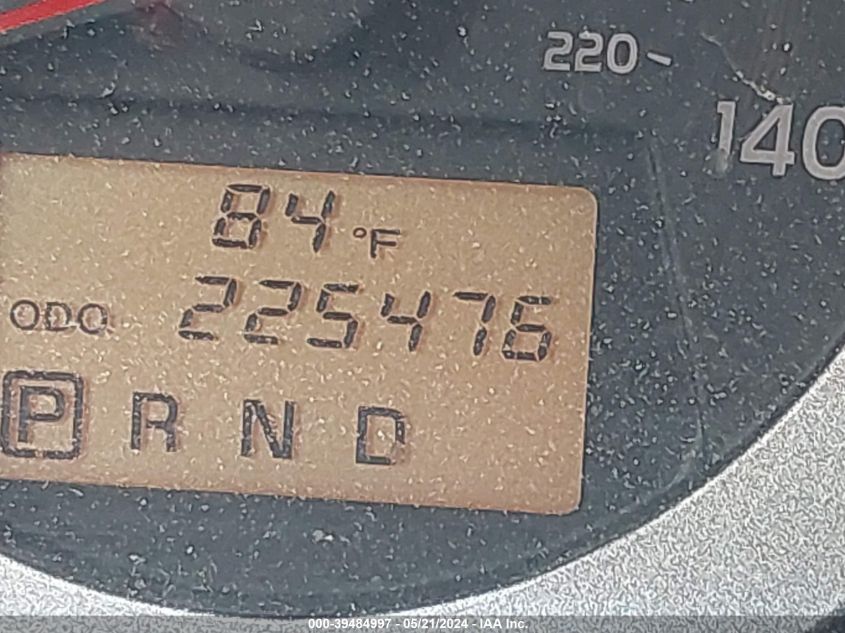 220
140
84 °F
ODO 225476
P R N D
000-39484997 - 05/21/2024 - IAA Inc.